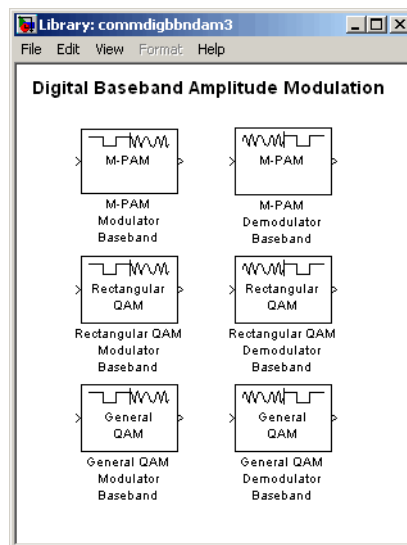 Library: commdigbbndam3
File Edit View Format Help
Digital Baseband Amplitude Modulation
M-PAM
M-PAM
Modulator
Baseband
M-PAM
M-PAM
Demodulator
Baseband
Rectangular
QAM
Rectangular QAM
Modulator
Baseband
Rectangular
QAM
Rectangular QAM
Demodulator
Baseband
General
QAM
General QAM
Modulator
Baseband
General
QAM
General QAM
Demodulator
Baseband